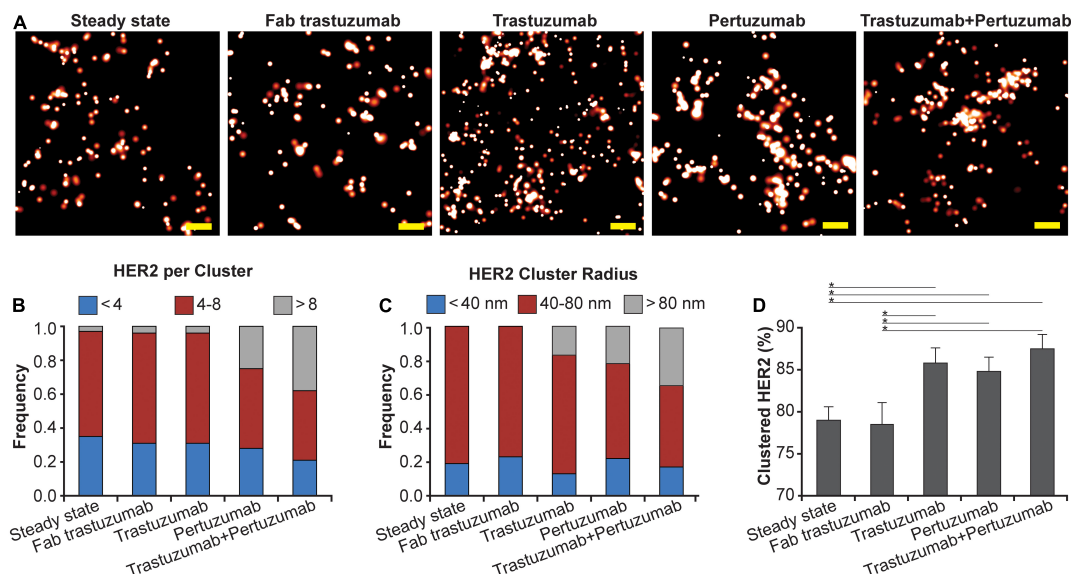 A
Steady state
Fab trastuzumab
Trastuzumab
Pertuzumab
Trastuzumab+Pertuzumab
B
HER2 per Cluster
< 4
4-8
> 8
Frequency
1.0
0.8
0.6
0.4
0.2
0.0
Steady state
Fab trastuzumab
Trastuzumab
Pertuzumab
Trastuzumab+Pertuzumab
C
HER2 Cluster Radius
< 40 nm
40-80 nm
> 80 nm
Frequency
1.0
0.8
0.6
0.4
0.2
0.0
Steady state
Fab trastuzumab
Trastuzumab
Pertuzumab
Trastuzumab+Pertuzumab
D
*
*
*
*
*
*
Clustered HER2 (%)
90
85
80
75
70
Steady state
Fab trastuzumab
Trastuzumab
Pertuzumab
Trastuzumab+Pertuzumab